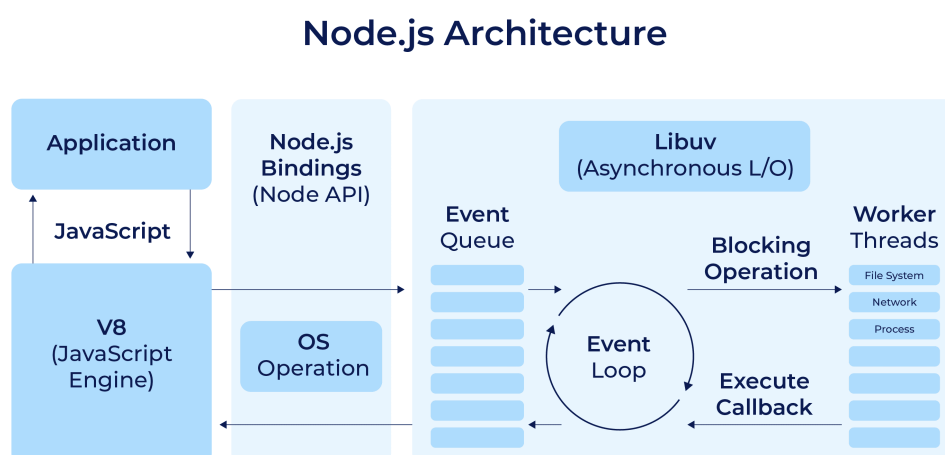 Node.js Architecture
Application
JavaScript
V8
(JavaScript
Engine)
Node.js
Bindings
(Node API)
OS
Operation
Libuv
(Asynchronous L/O)
Event
Queue
Event
Loop
Blocking
Operation
Execute
Callback
Worker
Threads
File System
Network
Process